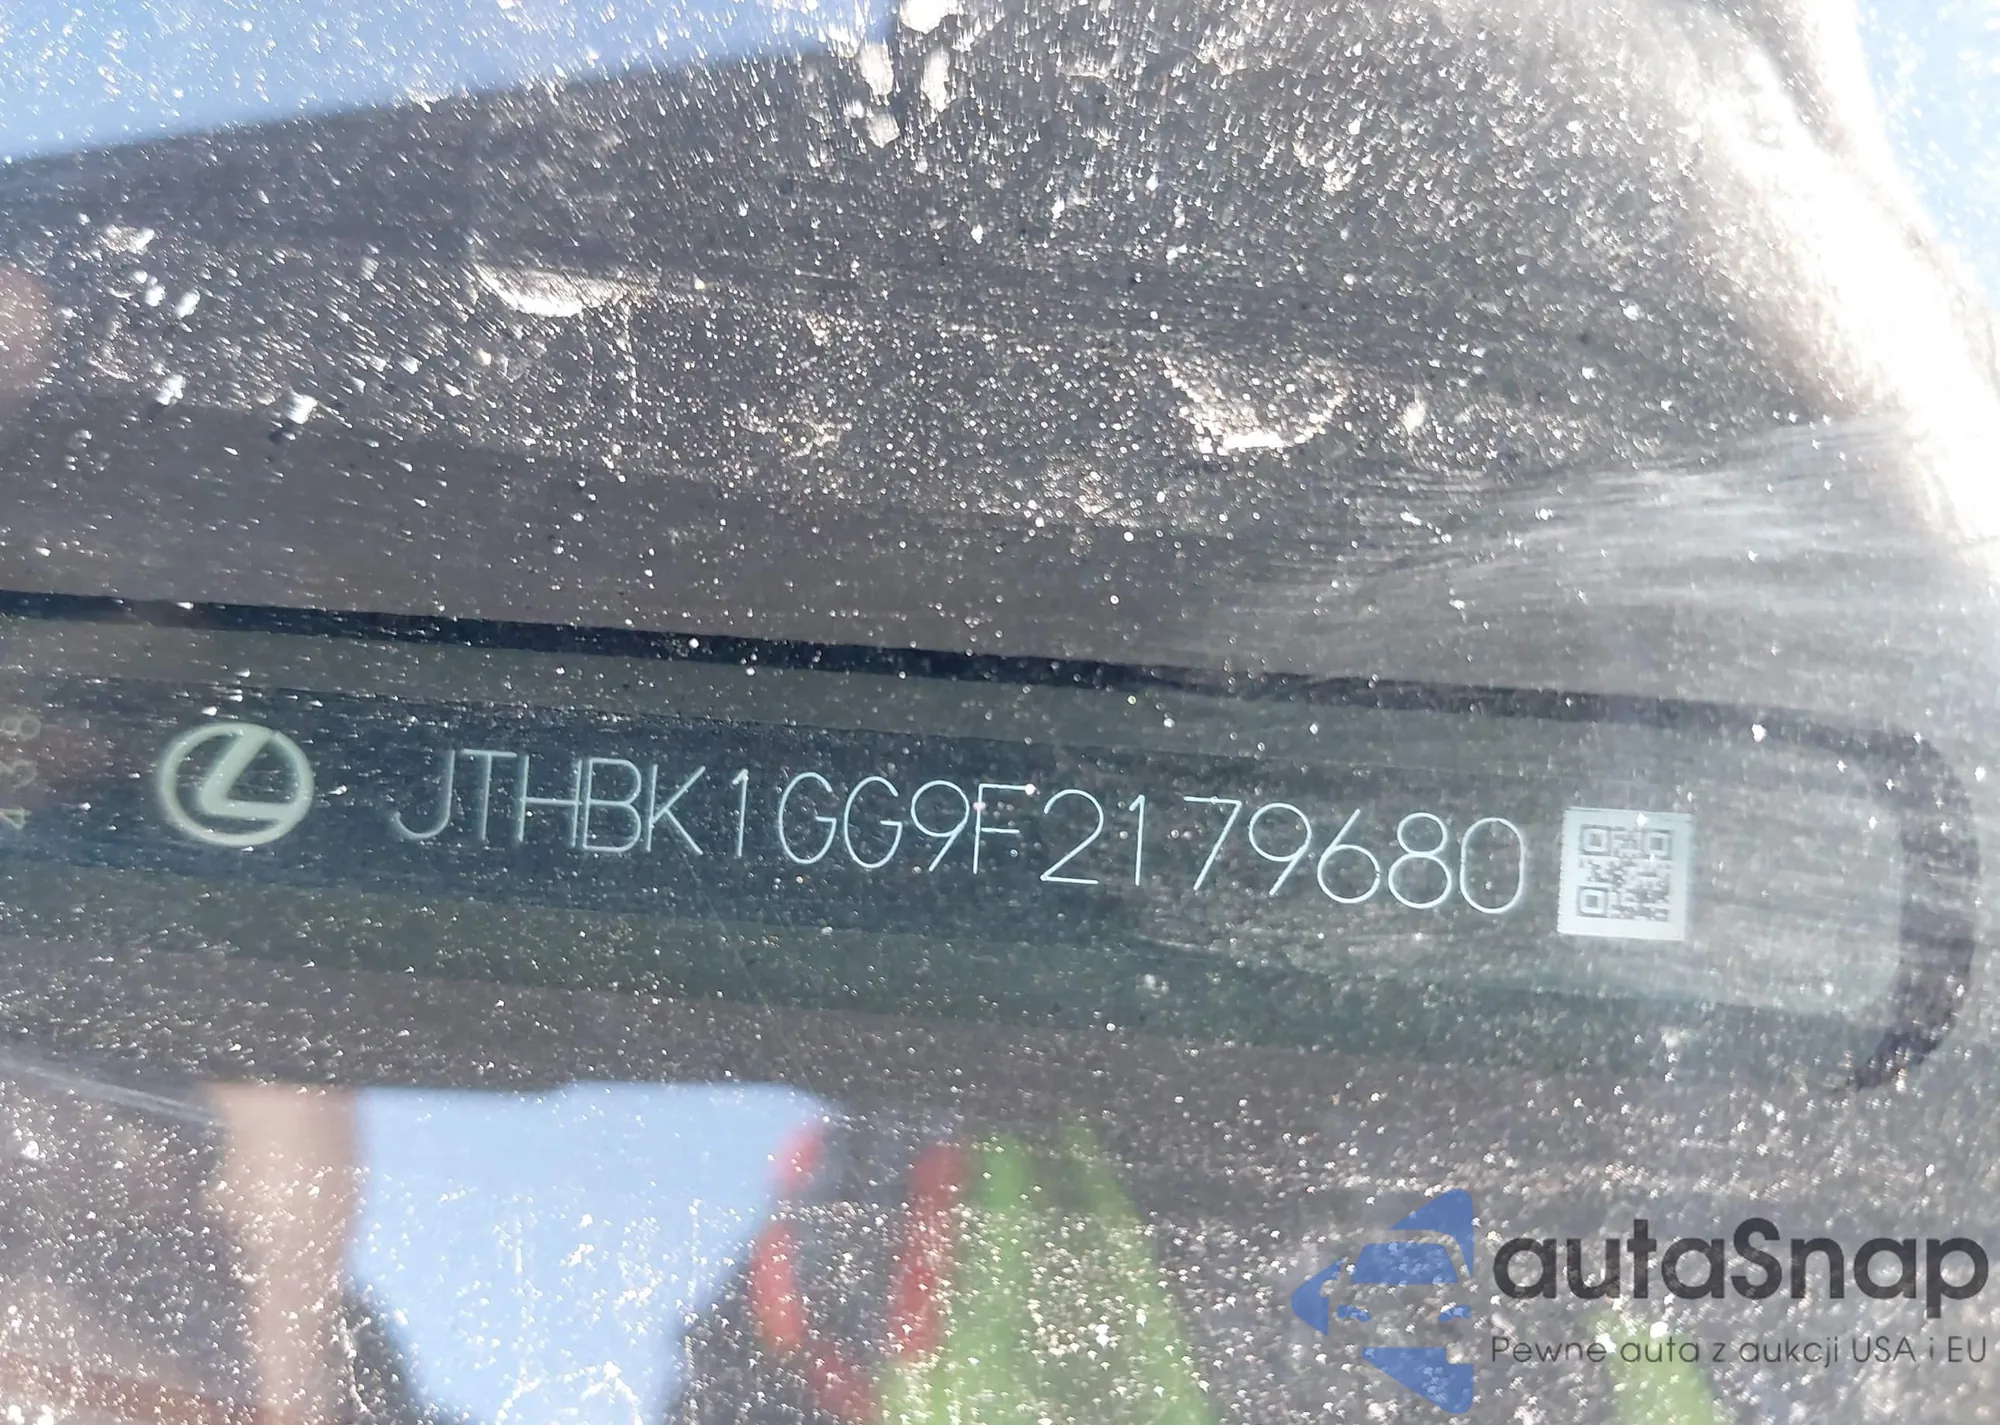 JTHBK1GG9F2179680
autaSnap
Pewne auta z aukcji USA i EU